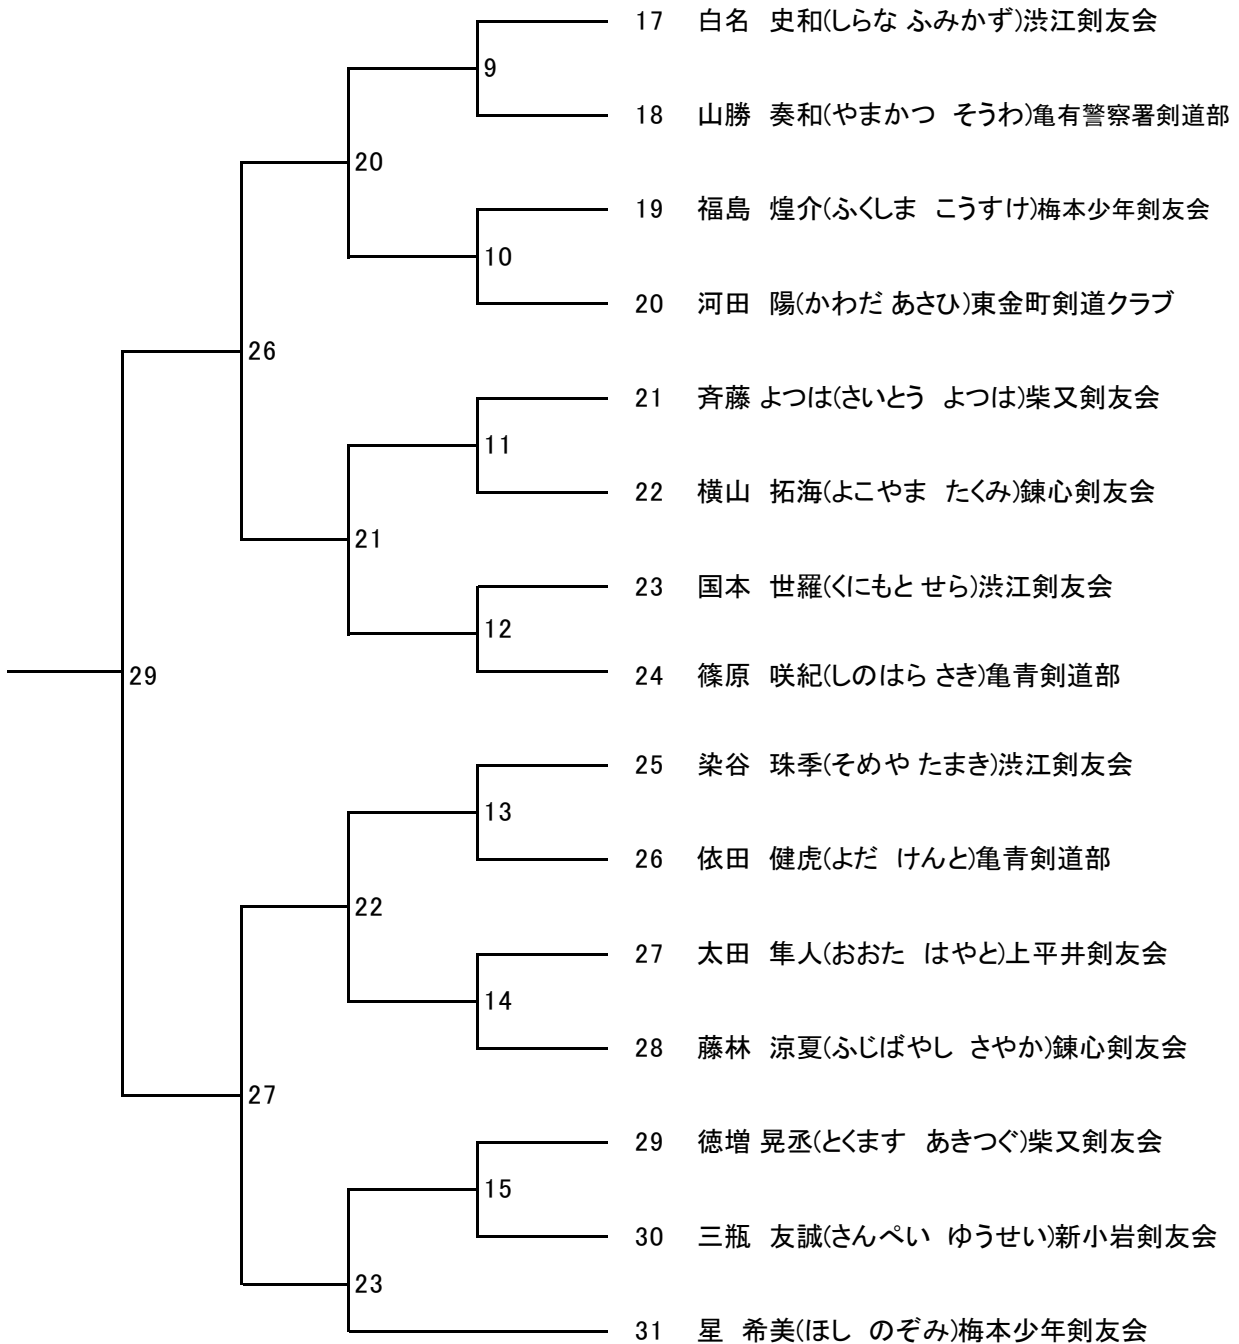 17 白名 史和(しらな ふみかず)渋江剣友会
9
18 山勝 奏和(やまかつ そうわ)亀有警察署剣道部
20
19 福島 煌介(ふくしま こうすけ)梅本少年剣友会
10
20 河田 陽(かわだ あさひ)東金町剣道クラブ
26
21 斉藤 よつは(さいとう よつは)柴又剣友会
11
22 横山 拓海(よこやま たくみ)錬心剣友会
21
23 国本 世羅(くにもと せら)渋江剣友会
12
24 篠原 咲紀(しのはら さき)亀青剣道部
29
25 染谷 珠季(そめや たまき)渋江剣友会
13
26 依田 健虎(よだ けんと)亀青剣道部
22
27 太田 隼人(おおた はやと)上平井剣友会
14
28 藤林 涼夏(ふじばやし さやか)錬心剣友会
27
29 徳増 晃丞(とくます あきつぐ)柴又剣友会
15
30 三瓶 友誠(さんぺい ゆうせい)新小岩剣友会
23
31 星 希美(ほし のぞみ)梅本少年剣友会